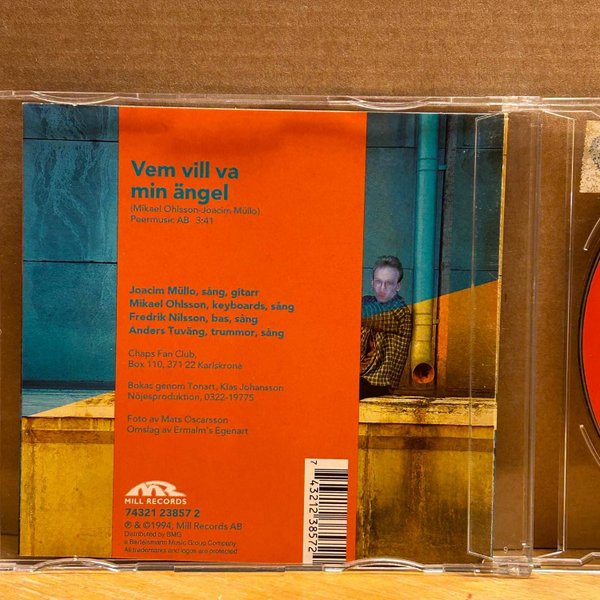 Vem vill va
min ängel
(Mikael Ohlsson-Joacim Müllo)
Peermusic AB 3:41
Joacim Müllo, sång, gitarr
Mikael Ohlsson, keyboards, sång
Fredrik Nilsson, bas, sång
Anders Tuväng, trummor, sång
Chaps Fan Club,
Box 110, 371 22 Karlskrona
Bokas genom Tonart, Klas Johansson
Nöjesproduktion, 0322-19775
Foto av Mats Oscarsson
Omslag av Ermalm's Egenart
MR
MILL RECORDS
74321 23857 2
℗ & ©1994, Mill Records AB
Distributed by BMG
a Bertelsmann Music Group Company
All trademarks and logos are protected
7 43212 38572